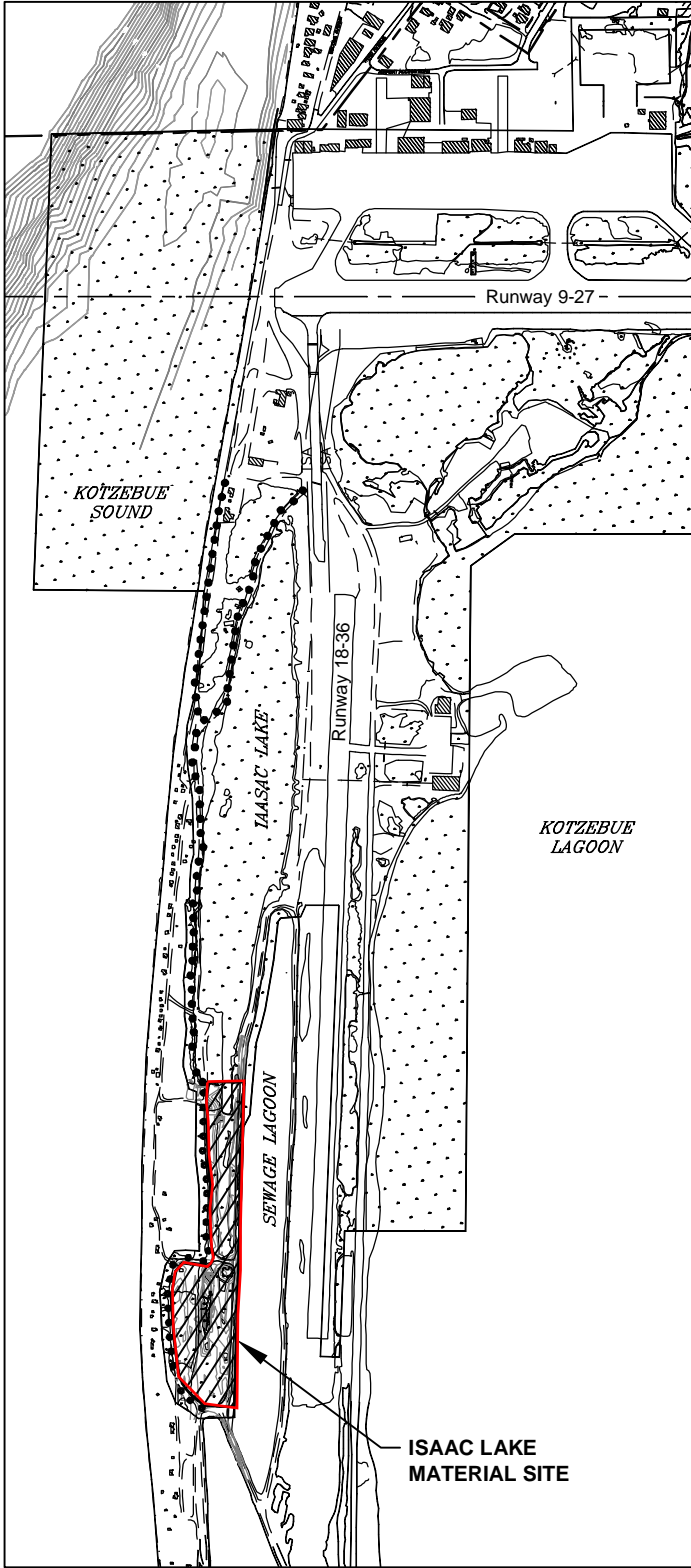 Runway 9-27
KOTZEBUE
SOUND
Runway 18-36
IAASAC LAKE
KOTZEBUE
LAGOON
SEWAGE LAGOON
ISAAC LAKE
MATERIAL SITE